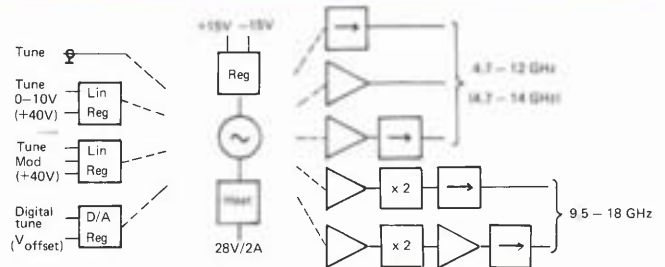 Tune
Tune
0–10V
(+40V)
Lin
Reg
Tune
Mod
(+40V)
Lin
Reg
Digital
tune
(Voffset)
D/A
Reg
+15V –15V
Reg
Heat
28V/2A
4.7 – 12 GHz
(4.7 – 14 GHz)
x 2
x 2
9.5 – 18 GHz